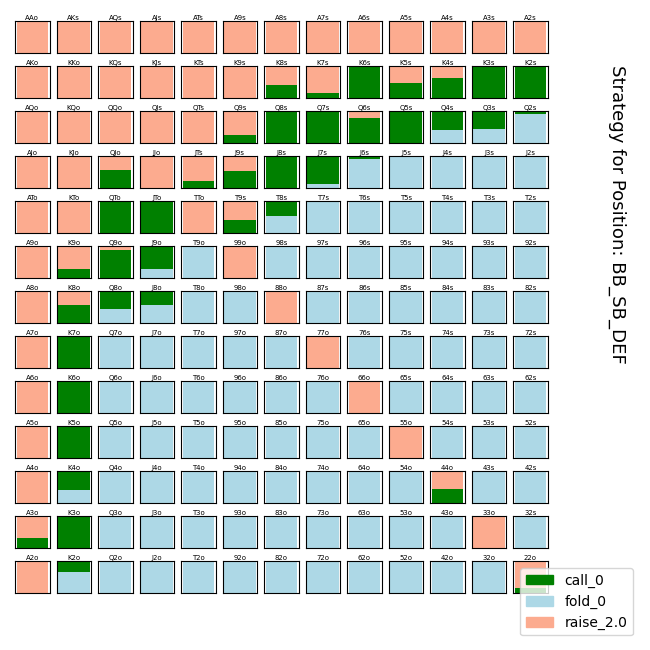 AAo AKs AQs AJs ATs A9s A8s A7s A6s A5s A4s A3s A2s
AKo KKo KQs KJs KTs K9s K8s K7s K6s K5s K4s K3s K2s
AQo KQo QQo QJs QTs Q9s Q8s Q7s Q6s Q5s Q4s Q3s Q2s
AJo KJo QJo JJo JTs J9s J8s J7s J6s J5s J4s J3s J2s
ATo KTo QTo JTo TTo T9s T8s T7s T6s T5s T4s T3s T2s
A9o K9o Q9o J9o T9o 99o 98s 97s 96s 95s 94s 93s 92s
A8o K8o Q8o J8o T8o 98o 88o 87s 86s 85s 84s 83s 82s
A7o K7o Q7o J7o T7o 97o 87o 77o 76s 75s 74s 73s 72s
A6o K6o Q6o J6o T6o 96o 86o 76o 66o 65s 64s 63s 62s
A5o K5o Q5o J5o T5o 95o 85o 75o 65o 55o 54s 53s 52s
A4o K4o Q4o J4o T4o 94o 84o 74o 64o 54o 44o 43s 42s
A3o K3o Q3o J3o T3o 93o 83o 73o 63o 53o 43o 33o 32s
A2o K2o Q2o J2o T2o 92o 82o 72o 62o 52o 42o 32o 22o
Strategy for Position: BB_SB_DEF
call_0
fold_0
raise_2.0